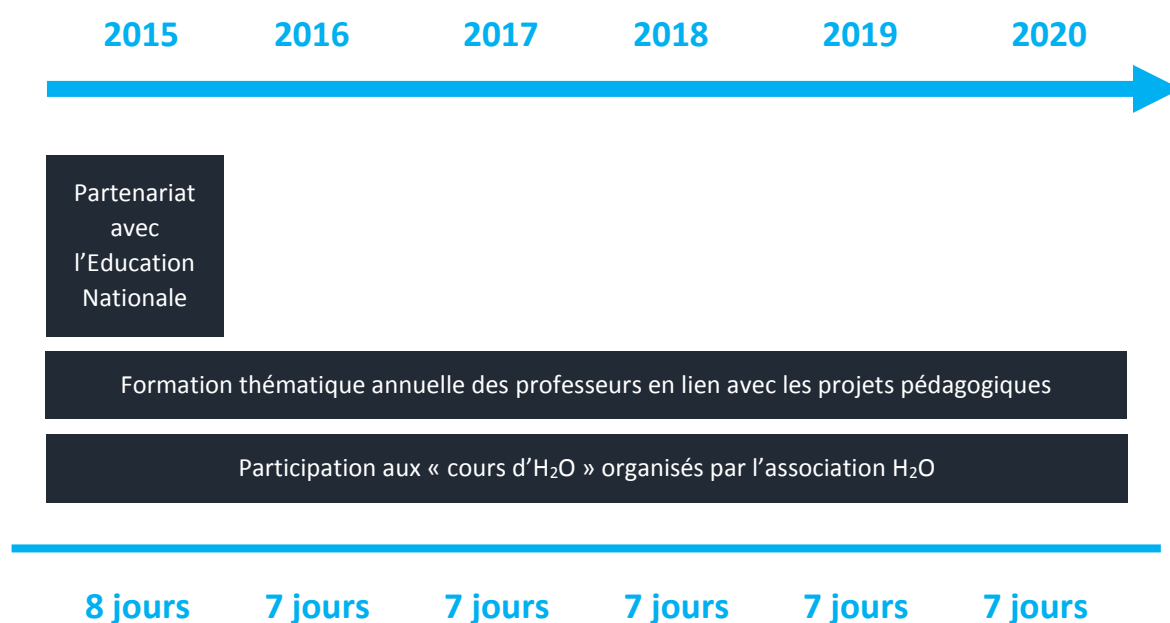 2015 2016 2017 2018 2019 2020
Partenariat
avec
l’Education
Nationale
Formation thématique annuelle des professeurs en lien avec les projets pédagogiques
Participation aux « cours d’H₂O » organisés par l’association H₂O
8 jours 7 jours 7 jours 7 jours 7 jours 7 jours